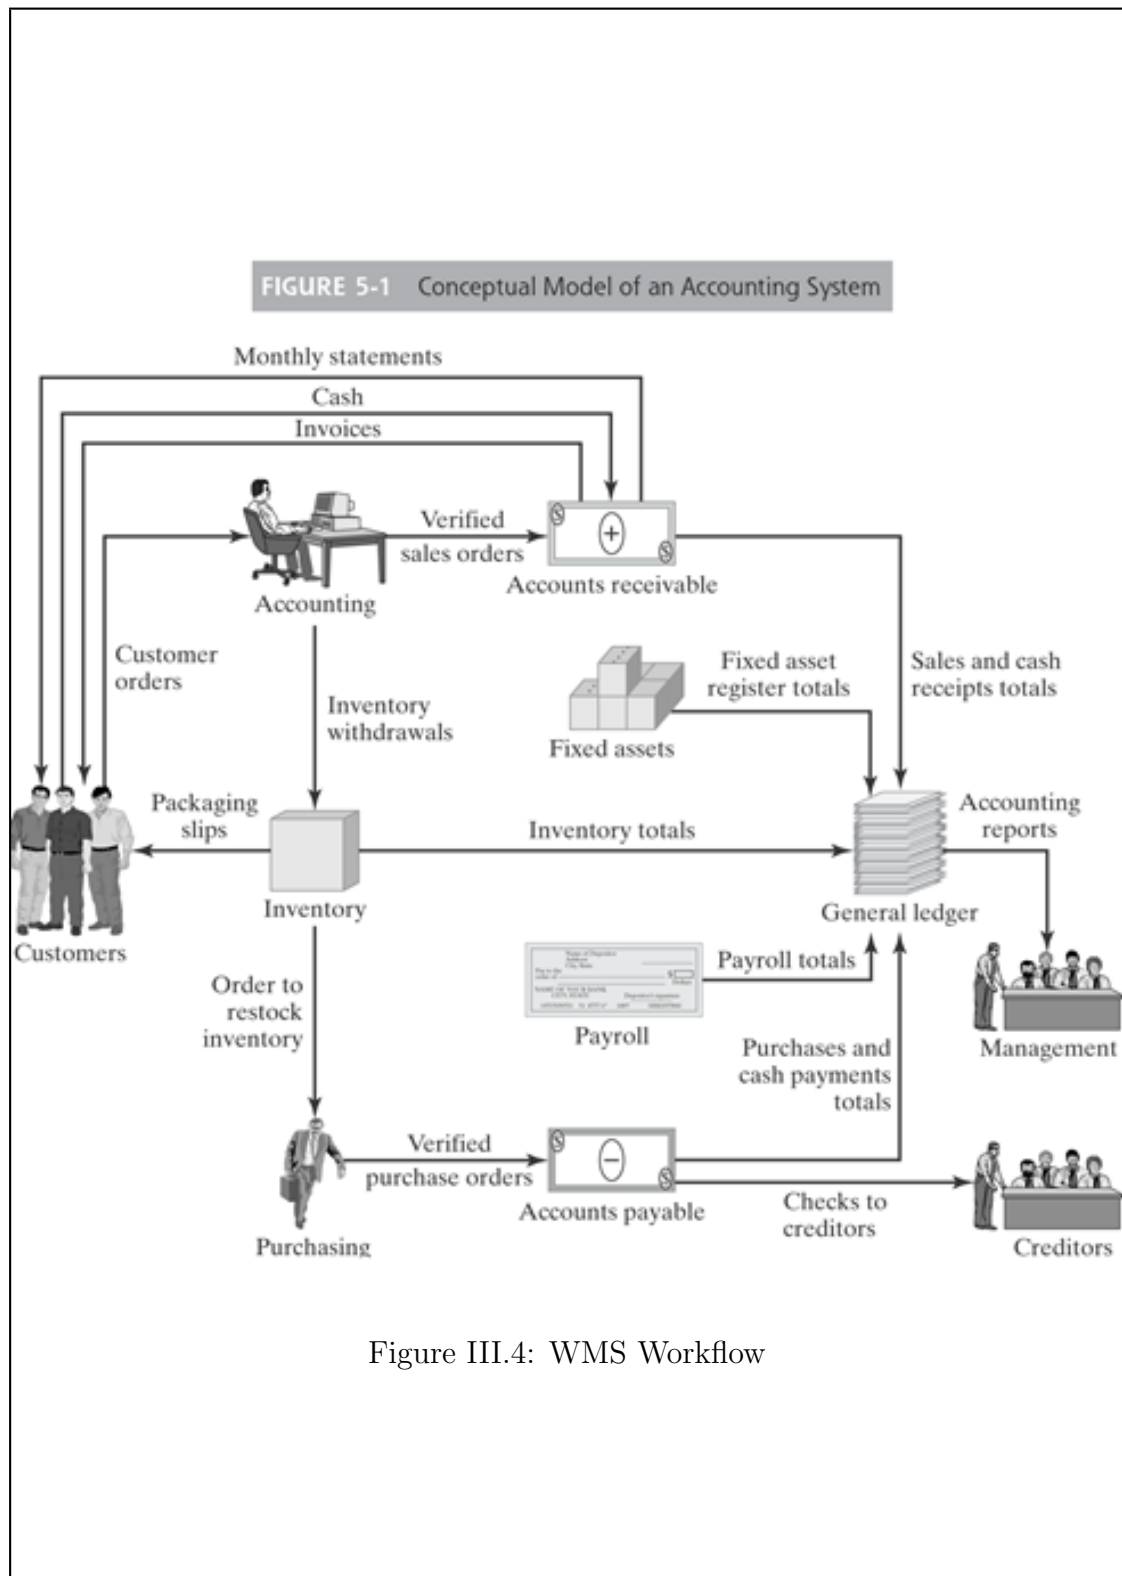 FIGURE 5-1 Conceptual Model of an Accounting System
Monthly statements
Cash
Invoices
Verified
sales orders
Accounts receivable
Accounting
Customer
orders
Inventory
withdrawals
Fixed asset
register totals
Sales and cash
receipts totals
Fixed assets
Packaging
slips
Inventory totals
Accounting
reports
Inventory
General ledger
Customers
Order to
restock
inventory
Payroll totals
Payroll
Purchases and
cash payments
totals
Management
Verified
purchase orders
Accounts payable
Checks to
creditors
Purchasing
Creditors
Figure III.4: WMS Workflow